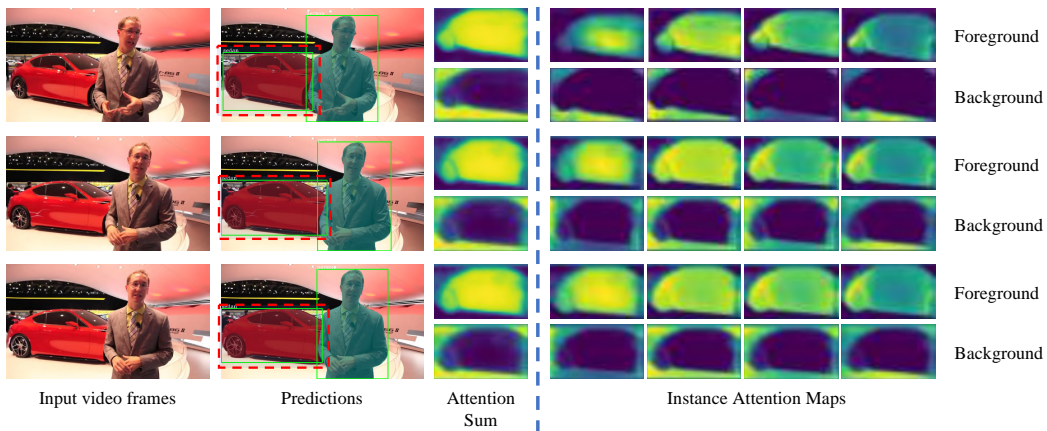 Foreground
Background
Foreground
Background
Foreground
Background
Input video frames
Predictions
Attention
Sum
Instance Attention Maps